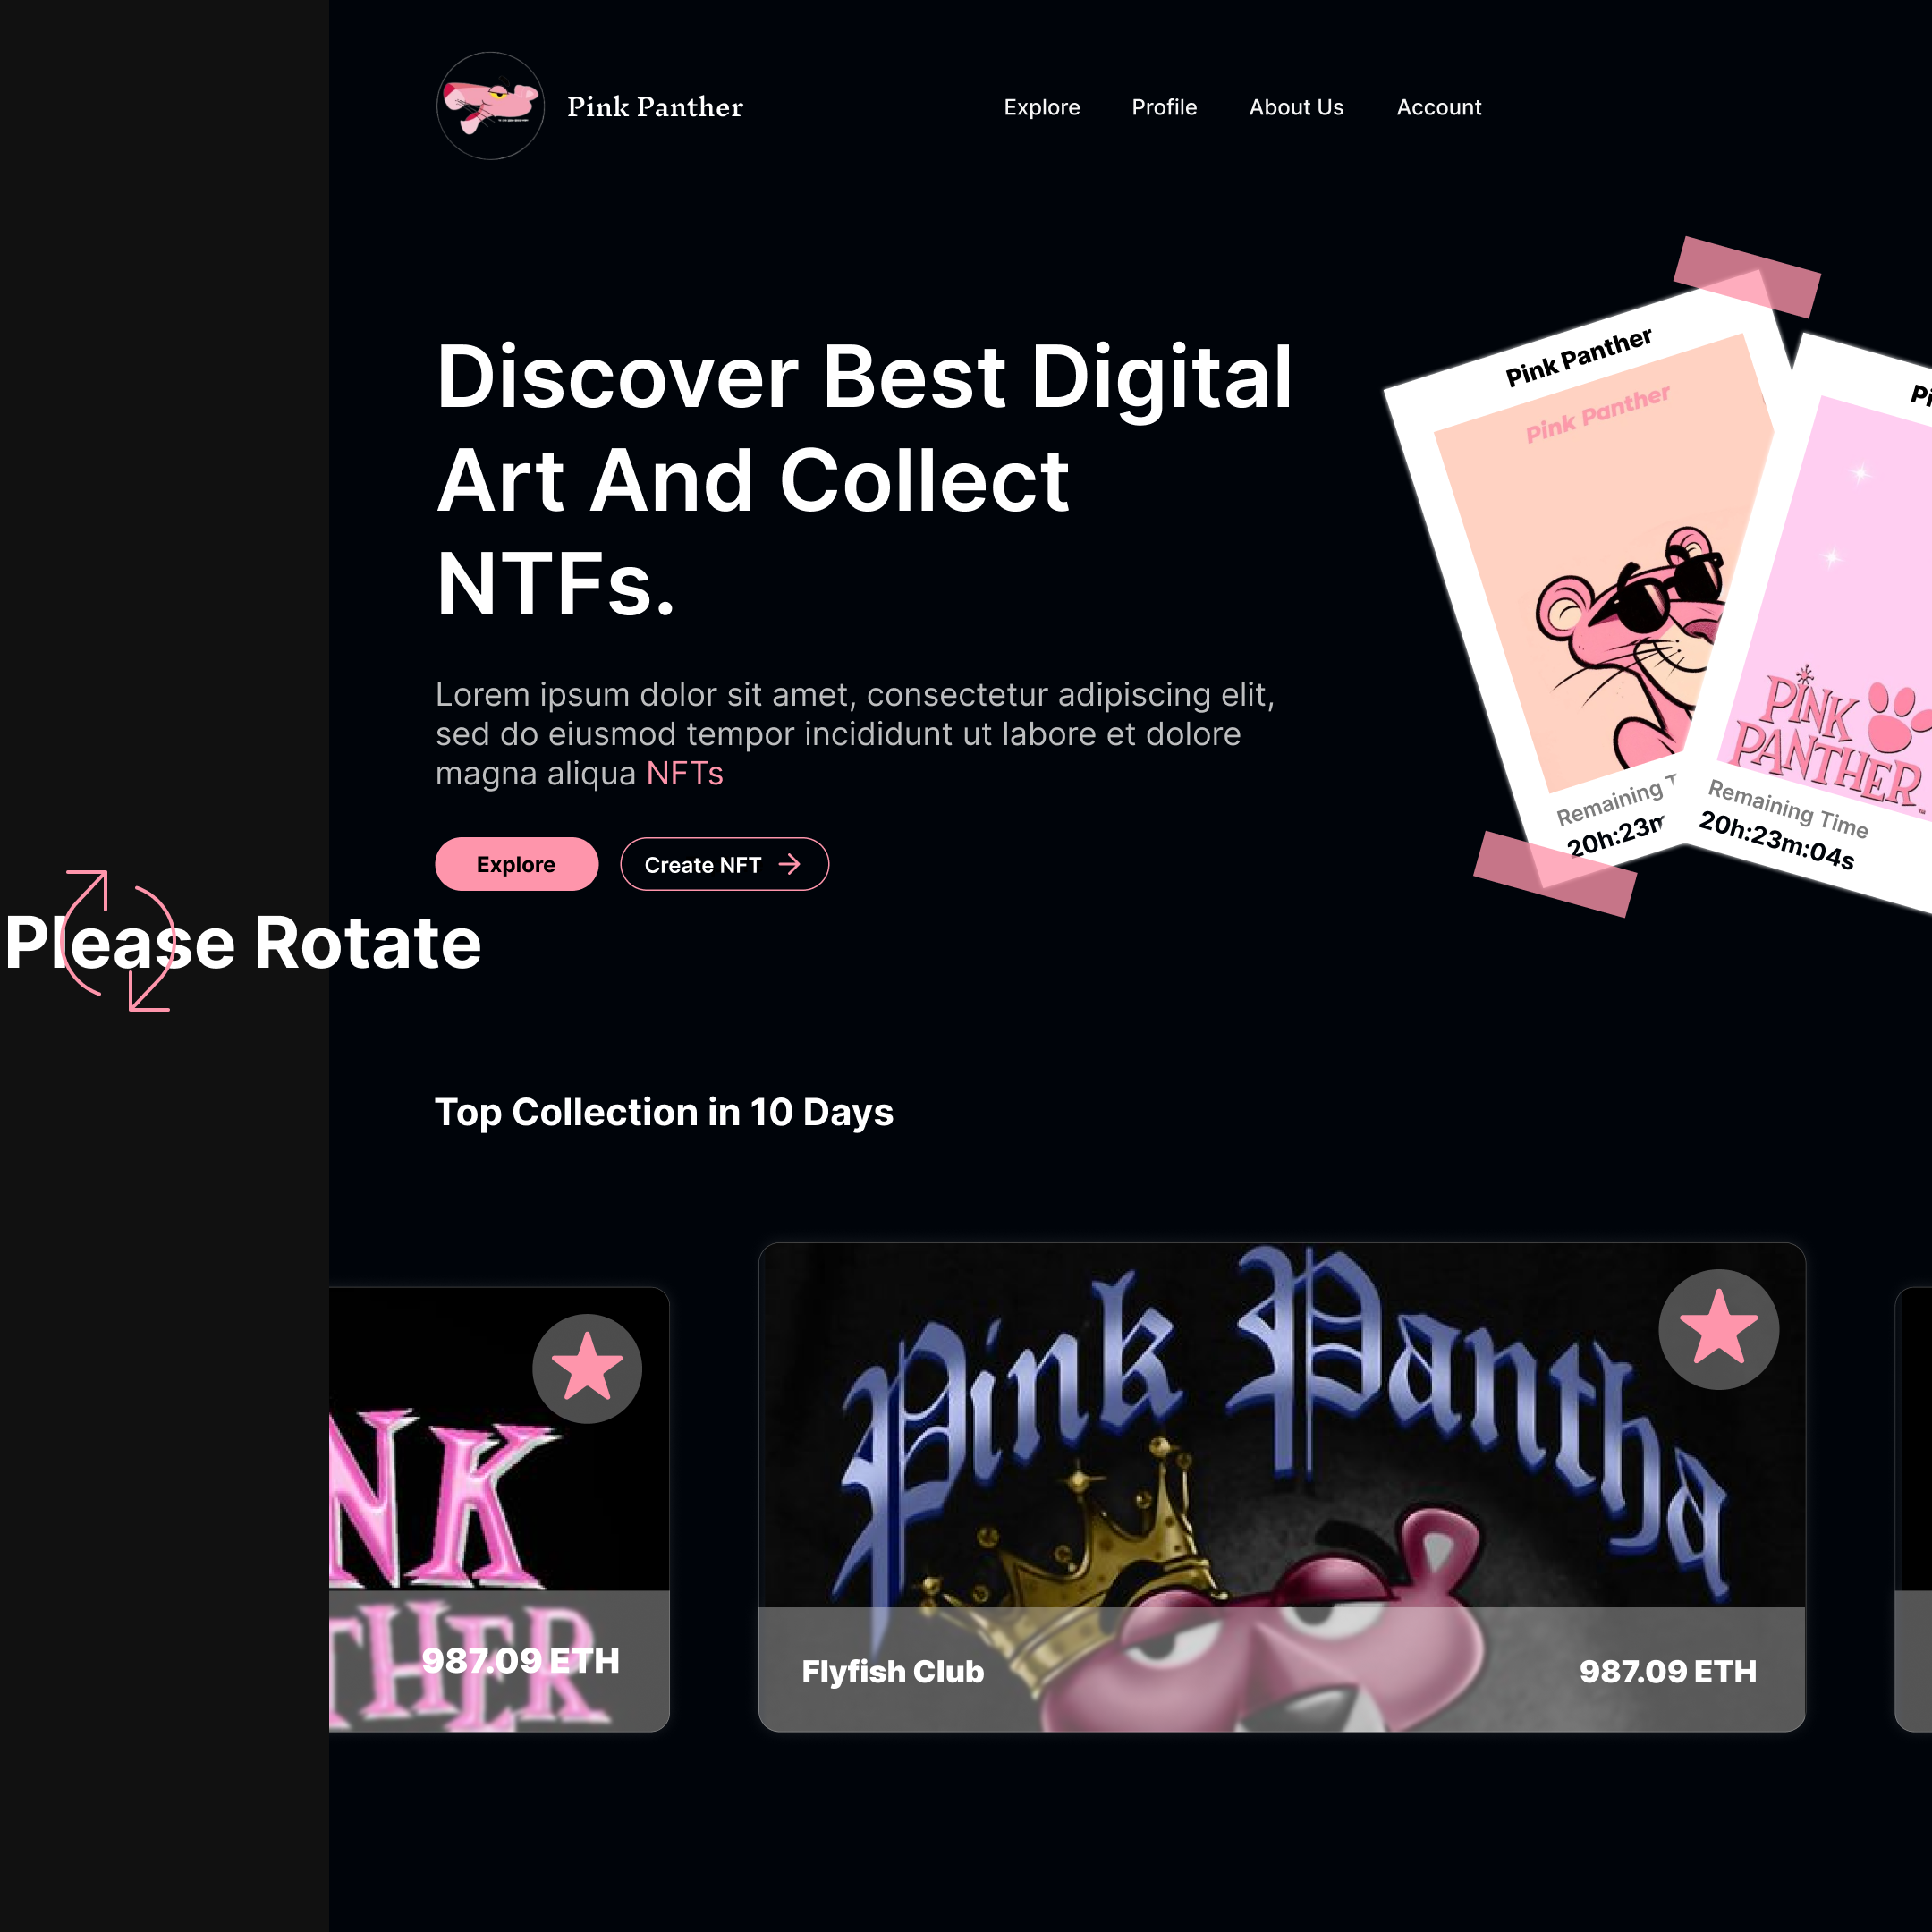 Pink Panther
Explore
Profile
About Us
Account
Discover Best Digital
Art And Collect
NTFs.
Lorem ipsum dolor sit amet, consectetur adipiscing elit,
sed do eiusmod tempor incididunt ut labore et dolore
magna aliqua NFTs
Explore
Create NFT
Pink Panther
Pink Panther
Remaining
20h:23m
PINK
PANTHER
Remaining Time
20h:23m:04s
Please Rotate
Top Collection in 10 Days
NK
THER
987.09 ETH
Pink Pantha
Flyfish Club
987.09 ETH